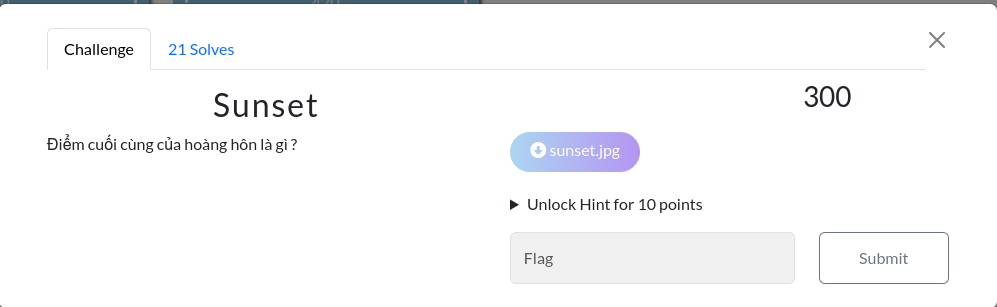 Challenge
21 Solves
Sunset
300
Điểm cuối cùng của hoàng hôn là gì ?
sunset.jpg
Unlock Hint for 10 points
Flag
Submit